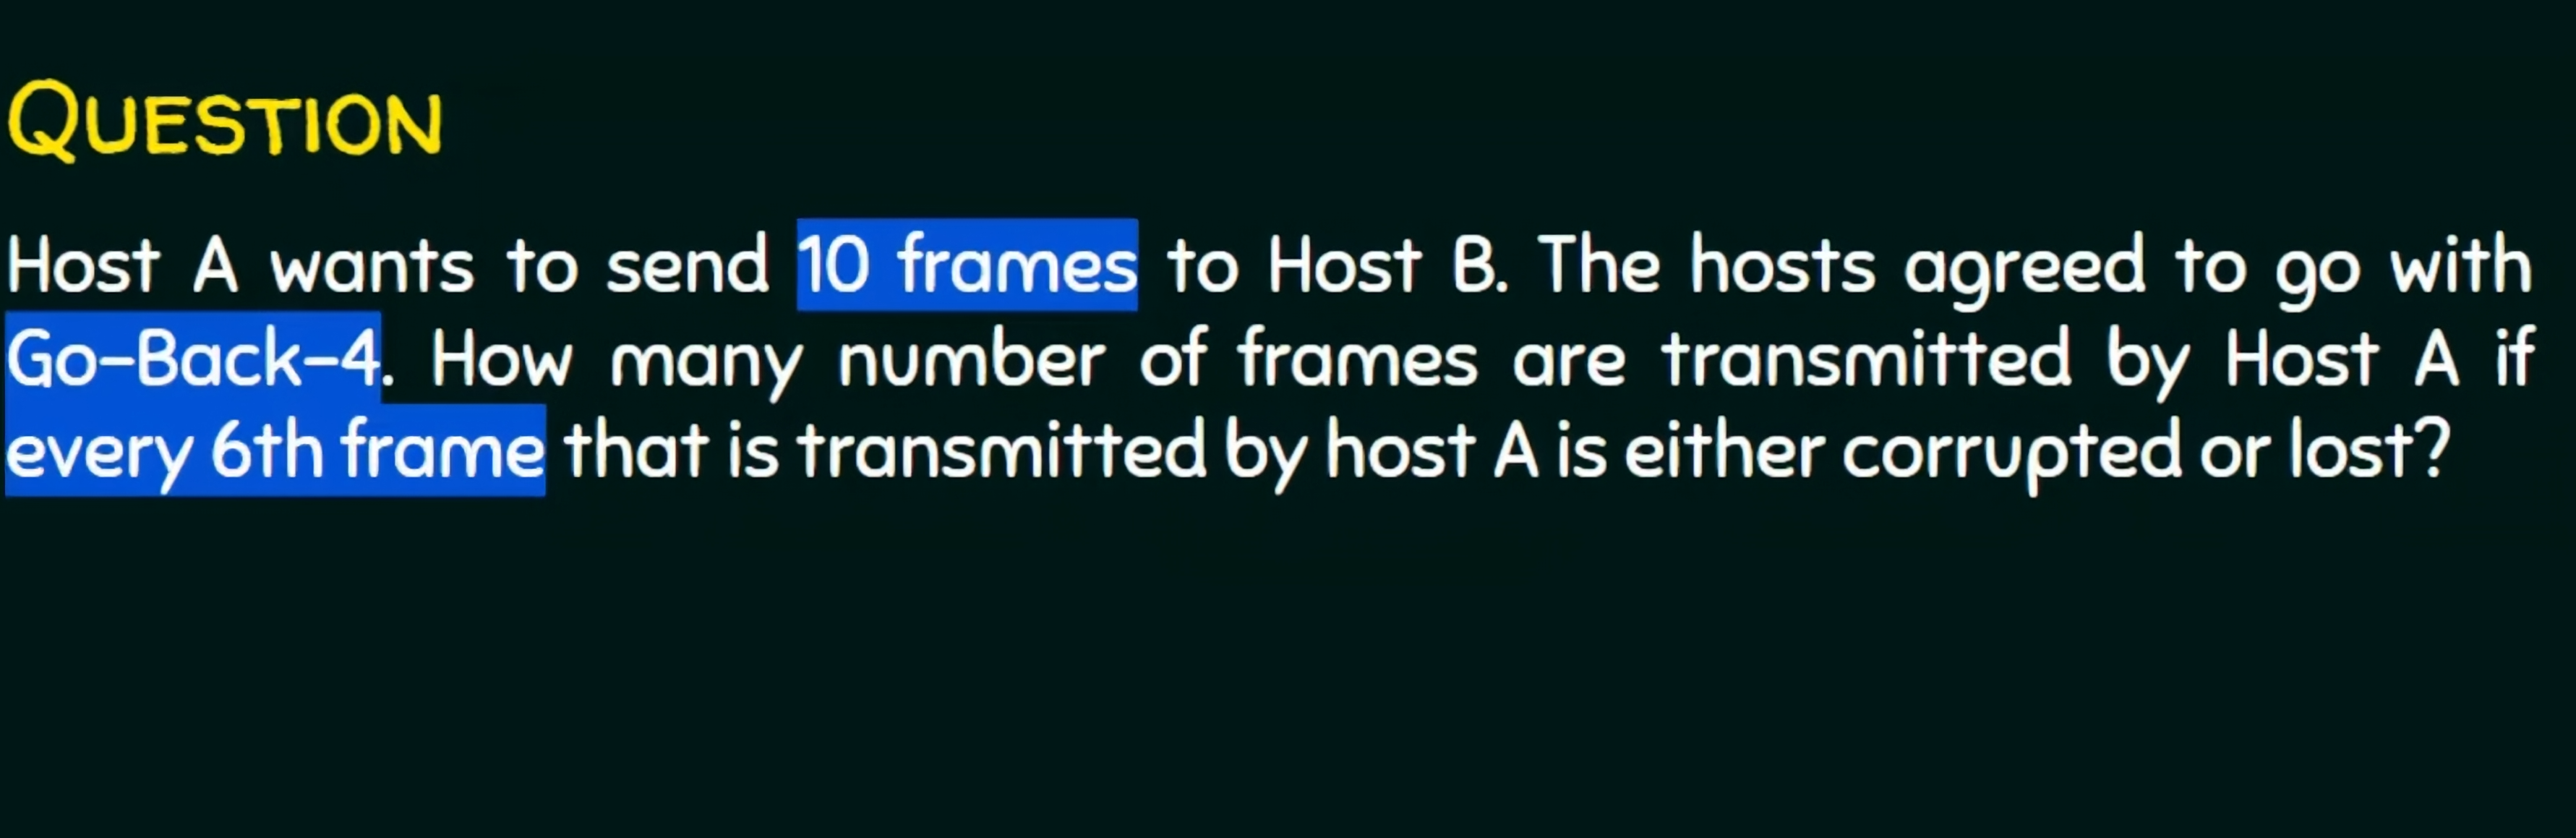 QUESTION
Host A wants to send 10 frames to Host B. The hosts agreed to go with
Go-Back-4. How many number of frames are transmitted by Host A if
every 6th frame that is transmitted by host A is either corrupted or lost?